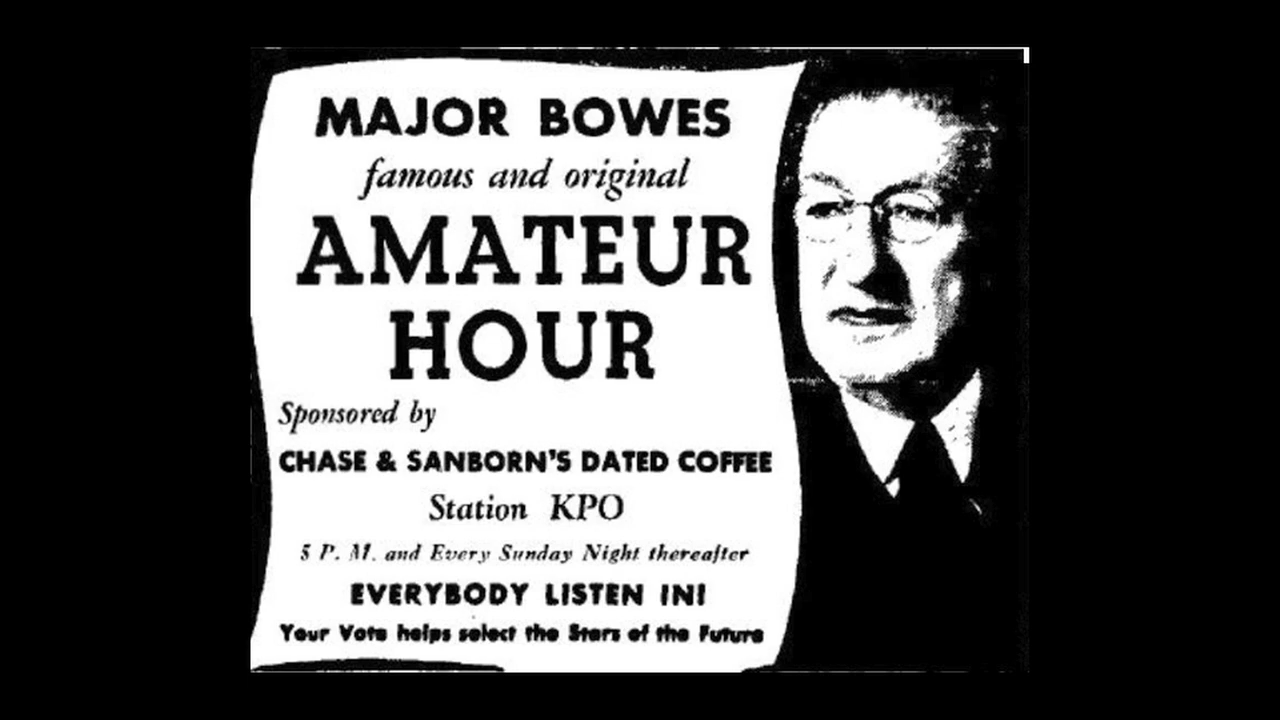 MAJOR BOWES
famous and original
AMATEUR
HOUR
Sponsored by
CHASE & SANBORN'S DATED COFFEE
Station KPO
5 P. M. and Every Sunday Night thereafter
EVERYBODY LISTEN IN!
Your Vote helps select the Stars of the Future